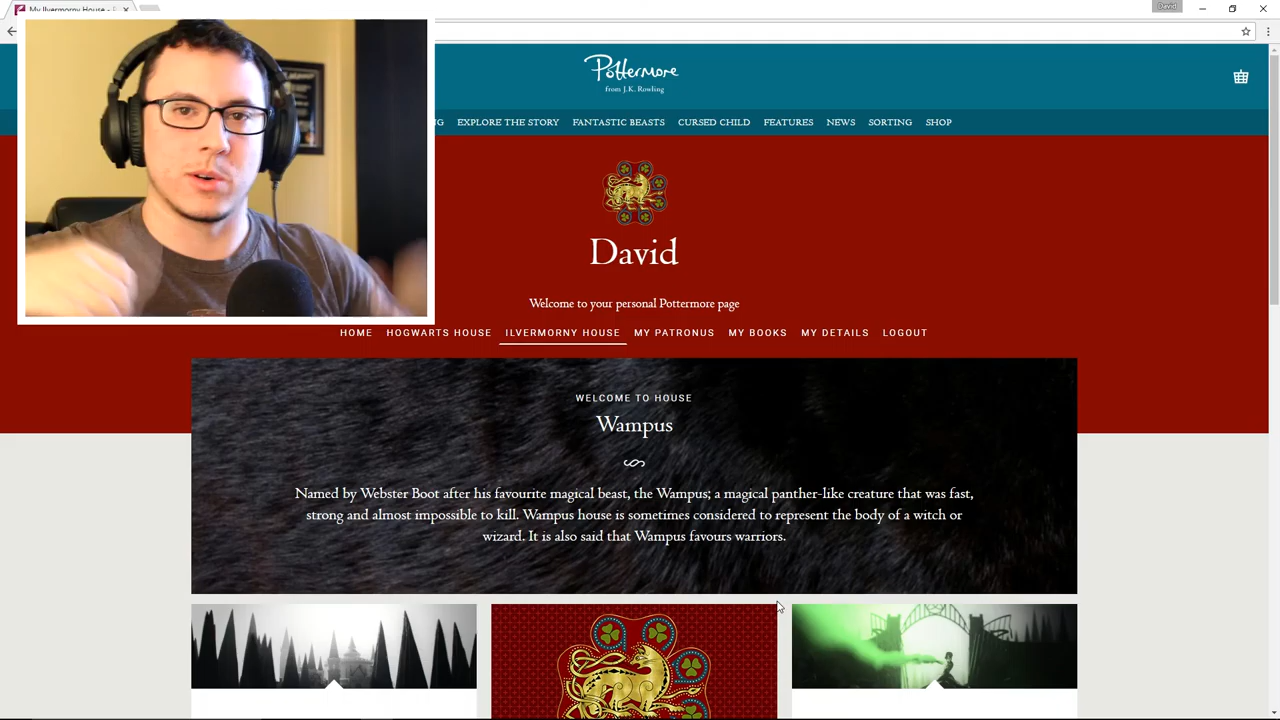 My Ilvermorny House -
David
Pottermore
from J.K. Rowling
EXPLORE THE STORY FANTASTIC BEASTS CURSED CHILD FEATURES NEWS SORTING SHOP
David
Welcome to your personal Pottermore page
HOME HOGWARTS HOUSE ILVERMORNY HOUSE MY PATRONUS MY BOOKS MY DETAILS LOGOUT
WELCOME TO HOUSE
Wampus
Named by Webster Boot after his favourite magical beast, the Wampus; a magical panther-like creature that was fast,
strong and almost impossible to kill. Wampus house is sometimes considered to represent the body of a witch or
wizard. It is also said that Wampus favours warriors.